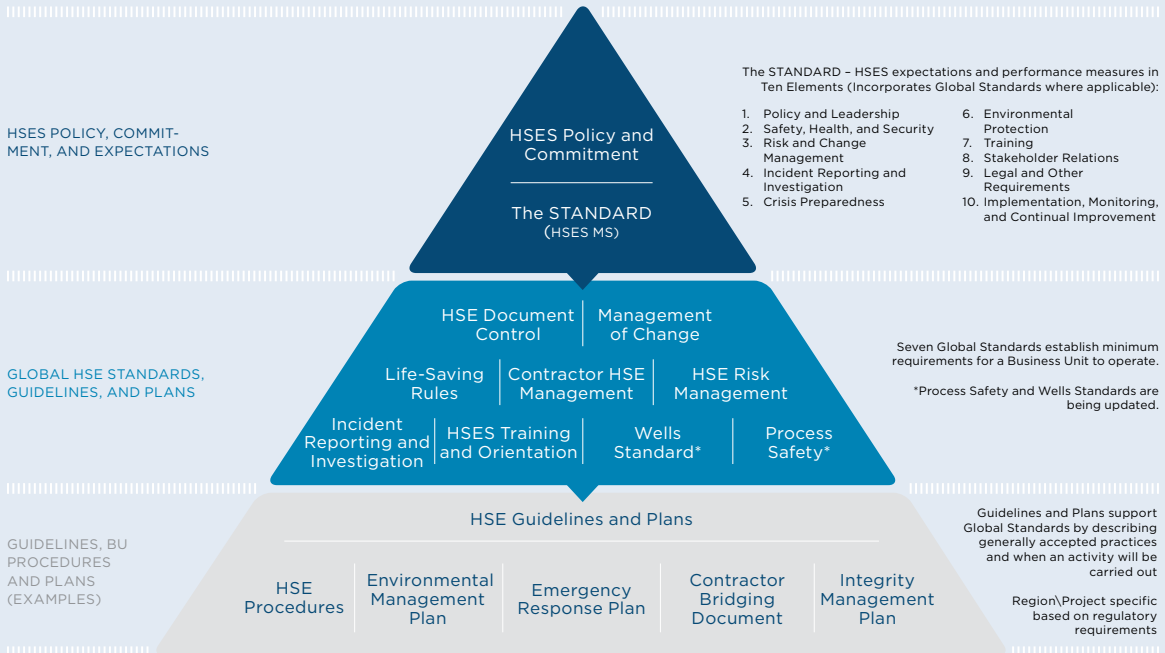 HSES POLICY, COMMIT-
MENT, AND EXPECTATIONS
HSES Policy and
Commitment
The STANDARD
(HSES MS)
The STANDARD – HSES expectations and performance measures in
Ten Elements (Incorporates Global Standards where applicable):
1. Policy and Leadership
2. Safety, Health, and Security
3. Risk and Change
Management
4. Incident Reporting and
Investigation
5. Crisis Preparedness
6. Environmental
Protection
7. Training
8. Stakeholder Relations
9. Legal and Other
Requirements
10. Implementation, Monitoring,
and Continual Improvement
GLOBAL HSE STANDARDS,
GUIDELINES, AND PLANS
HSE Document
Control
Management
of Change
Life-Saving
Rules
Contractor HSE
Management
HSE Risk
Management
Incident
Reporting and
Investigation
HSES Training
and Orientation
Wells
Standard*
Process
Safety*
Seven Global Standards establish minimum
requirements for a Business Unit to operate.
*Process Safety and Wells Standards are
being updated.
GUIDELINES, BU
PROCEDURES
AND PLANS
(EXAMPLES)
HSE Guidelines and Plans
HSE
Procedures
Environmental
Management
Plan
Emergency
Response Plan
Contractor
Bridging
Document
Integrity
Management
Plan
Guidelines and Plans support
Global Standards by describing
generally accepted practices
and when an activity will be
carried out
Region\Project specific
based on regulatory
requirements